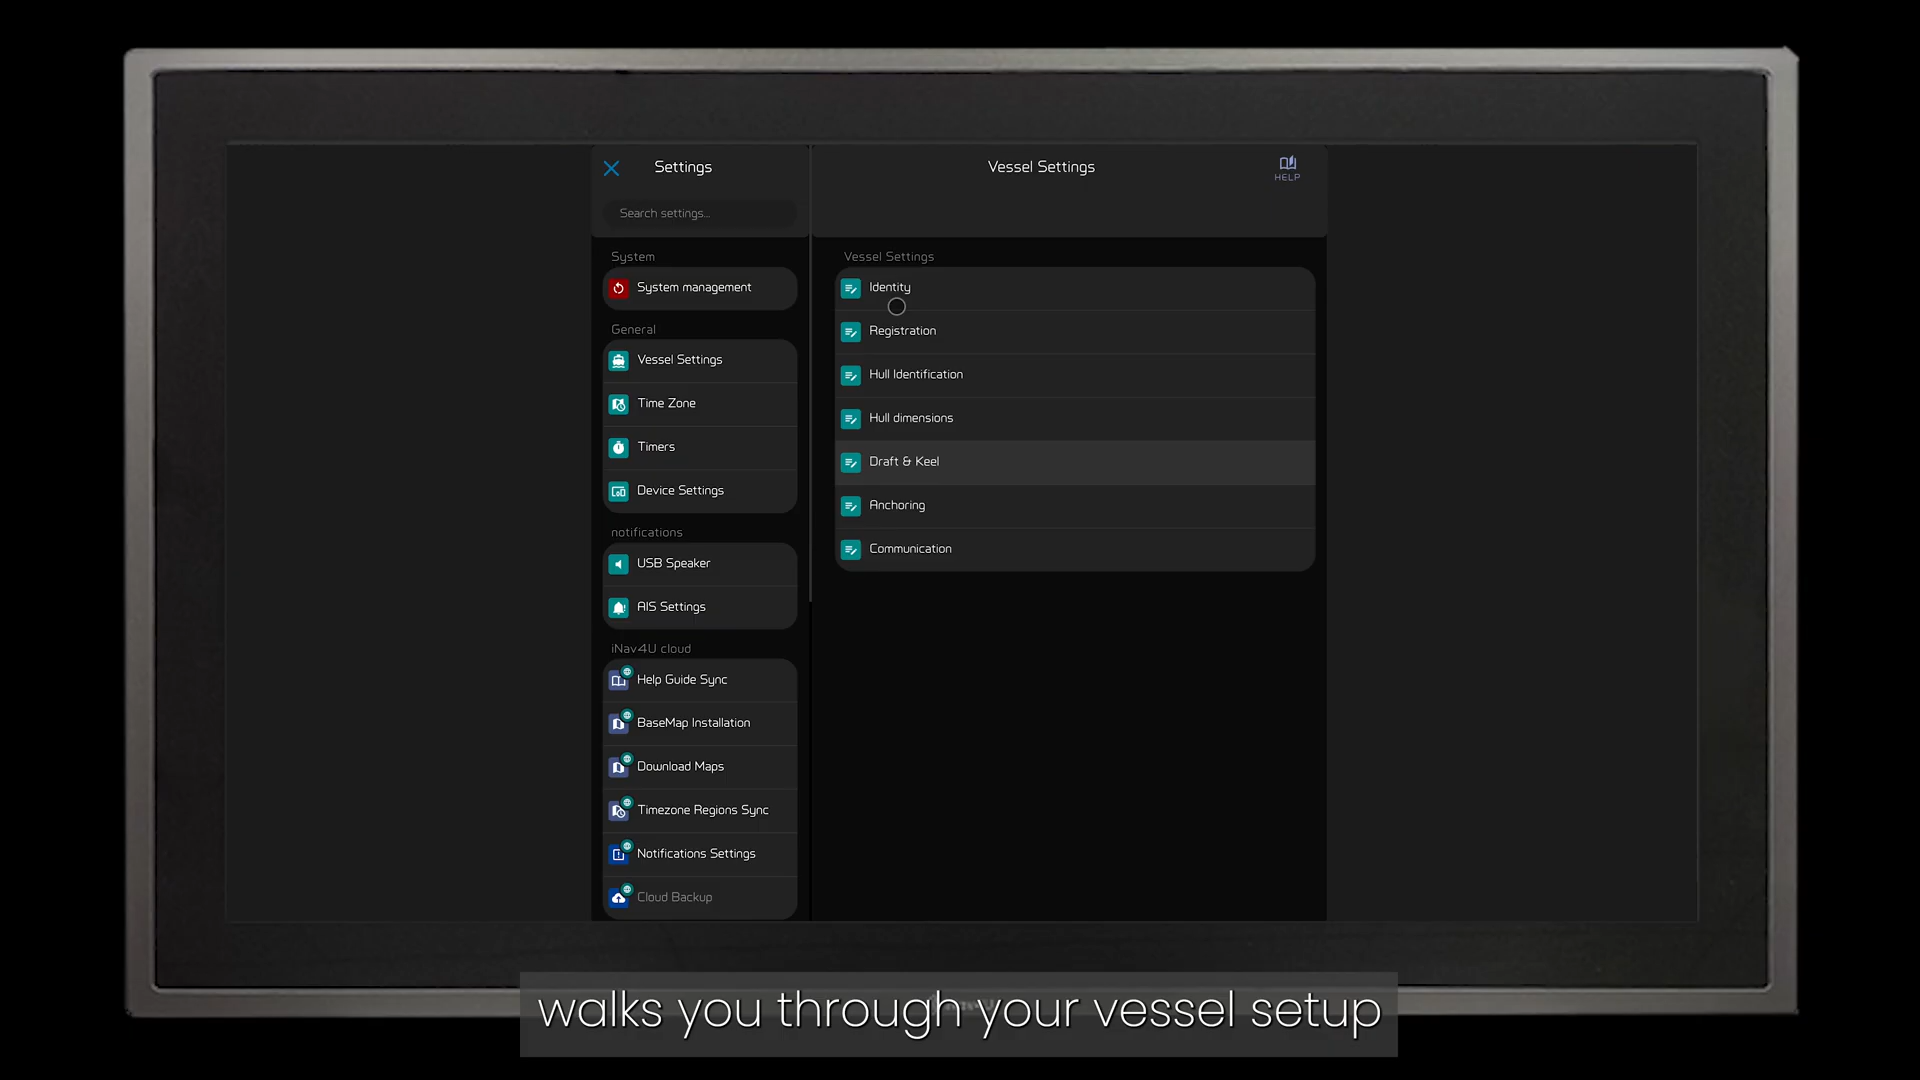 Settings
Vessel Settings
HELP
Search settings...
System
System management
General
Vessel Settings
Time Zone
Timers
Device Settings
notifications
USB Speaker
AIS Settings
iNav4U cloud
Help Guide Sync
BaseMap Installation
Download Maps
Timezone Regions Sync
Notifications Settings
Cloud Backup
Vessel Settings
Identity
Registration
Hull Identification
Hull dimensions
Draft & Keel
Anchoring
Communication
walks you through your vessel setup